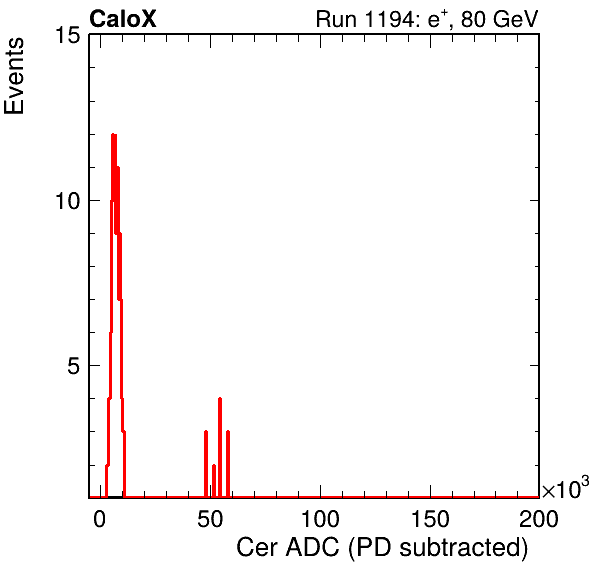 CaloX Run 1194: e⁺, 80 GeV
Events
15
10
5
0 50 100 150 200
×10³
Cer ADC (PD subtracted)